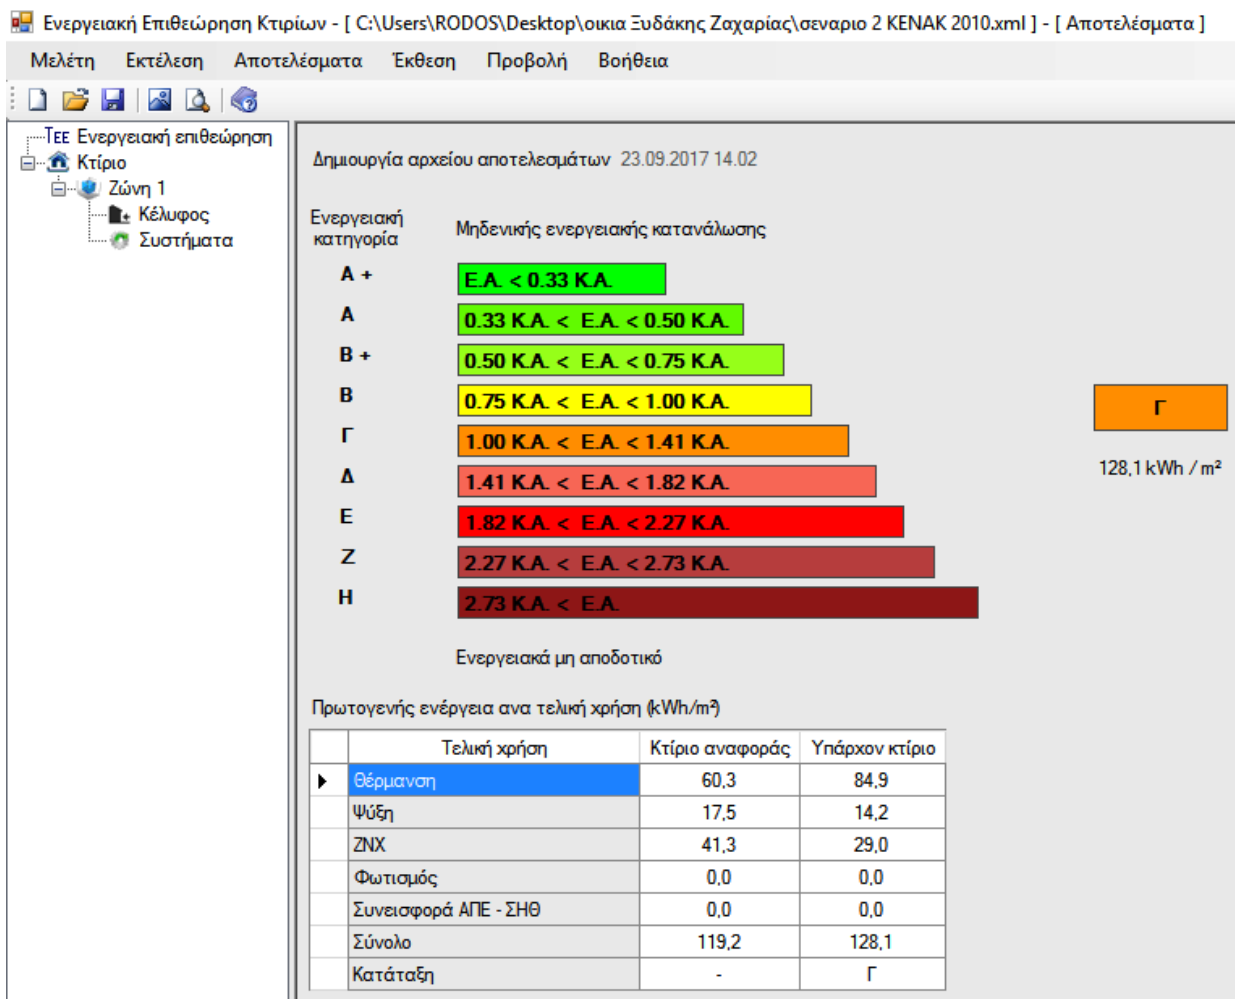 Ενεργειακή Επιθεώρηση Κτιρίων - [ C:\Users\RODOS\Desktop\οικια Ξυδάκης Ζαχαρίας\σεναριο 2 ΚΕΝΑΚ 2010.xml ] - [ Αποτελέσματα ]
Μελέτη Εκτέλεση Αποτελέσματα Έκθεση Προβολή Βοήθεια
ΤΕΕ Ενεργειακή επιθεώρηση
Κτίριο
Ζώνη 1
Κέλυφος
Συστήματα
Δημιουργία αρχείου αποτελεσμάτων 23.09.2017 14.02
Ενεργειακή
κατηγορία
Μηδενικής ενεργειακής κατανάλωσης
Α + Ε.Α. < 0.33 Κ.Α.
Α 0.33 Κ.Α. < Ε.Α. < 0.50 Κ.Α.
Β + 0.50 Κ.Α. < Ε.Α. < 0.75 Κ.Α.
Β 0.75 Κ.Α. < Ε.Α. < 1.00 Κ.Α.
Γ
Γ 1.00 Κ.Α. < Ε.Α. < 1.41 Κ.Α.
128,1 kWh / m²
Δ 1.41 Κ.Α. < Ε.Α. < 1.82 Κ.Α.
Ε 1.82 Κ.Α. < Ε.Α. < 2.27 Κ.Α.
Ζ 2.27 Κ.Α. < Ε.Α. < 2.73 Κ.Α.
Η 2.73 Κ.Α. < Ε.Α.
Ενεργειακά μη αποδοτικό
Πρωτογενής ενέργεια ανα τελική χρήση (kWh/m²)
Τελική χρήση Κτίριο αναφοράς Υπάρχον κτίριο
Θέρμανση 60,3 84,9
Ψύξη 17,5 14,2
ΖΝΧ 41,3 29,0
Φωτισμός 0,0 0,0
Συνεισφορά ΑΠΕ - ΣΗΘ 0,0 0,0
Σύνολο 119,2 128,1
Κατάταξη - Γ